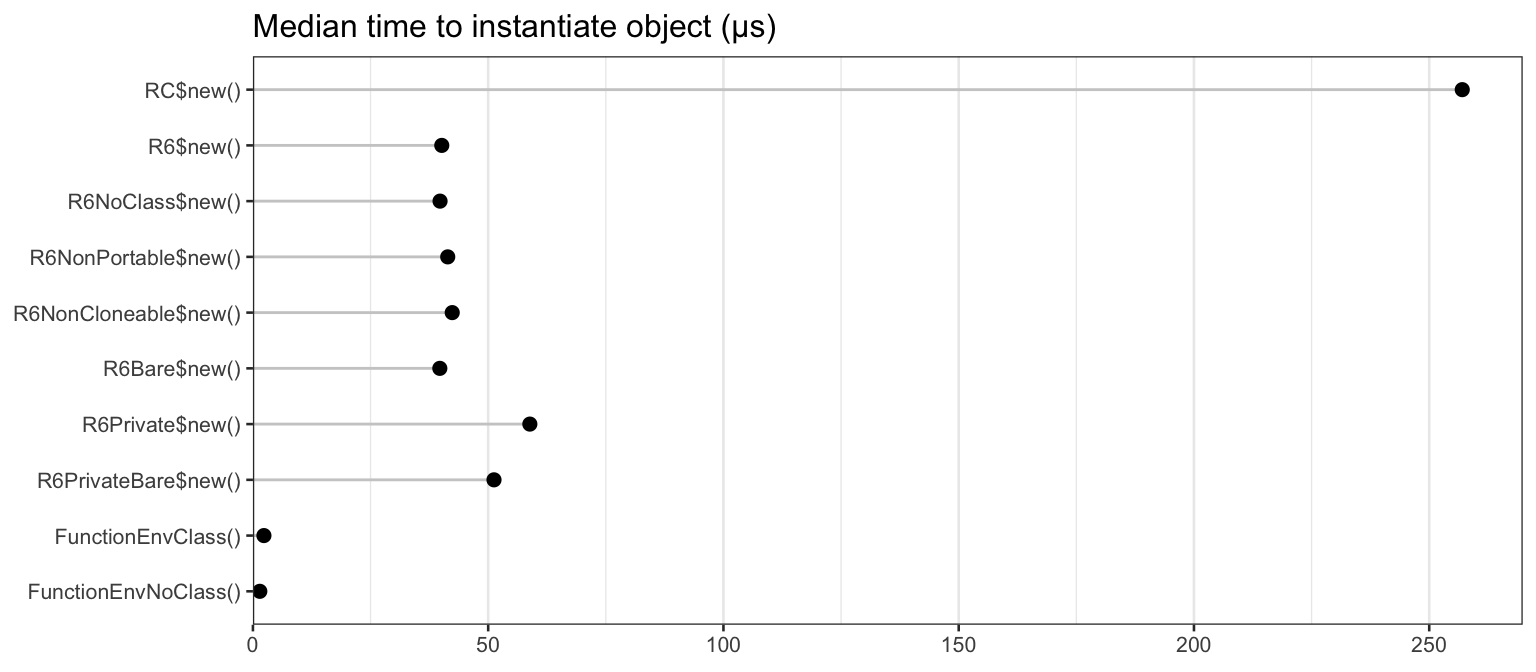 Median time to instantiate object (µs)
RC$new()
R6$new()
R6NoClass$new()
R6NonPortable$new()
R6NonCloneable$new()
R6Bare$new()
R6Private$new()
R6PrivateBare$new()
FunctionEnvClass()
FunctionEnvNoClass()
0 50 100 150 200 250